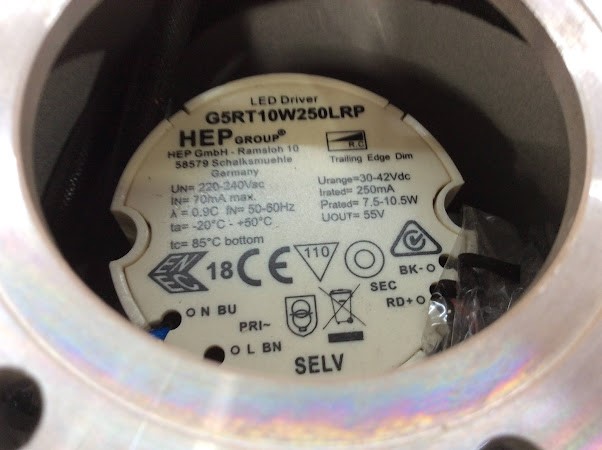 LED Driver
G5RT10W250LRP
HEP GROUP®
HEP GmbH - Ramsloh 10
58579 Schalksmuehle
Germany
R,C
Trailing Edge Dim
UN= 220-240Vac
IN= 70mA max.
λ = 0.9C fN= 50-60Hz
ta= -20°C - +50°C
tc= 85°C bottom
Urange=30-42Vdc
Irated= 250mA
Prated= 7.5-10.5W
UOUT= 55V
ENEC 18 CE 110
SEC
BK-
RD+
N BU
PRI~
L BN
SELV